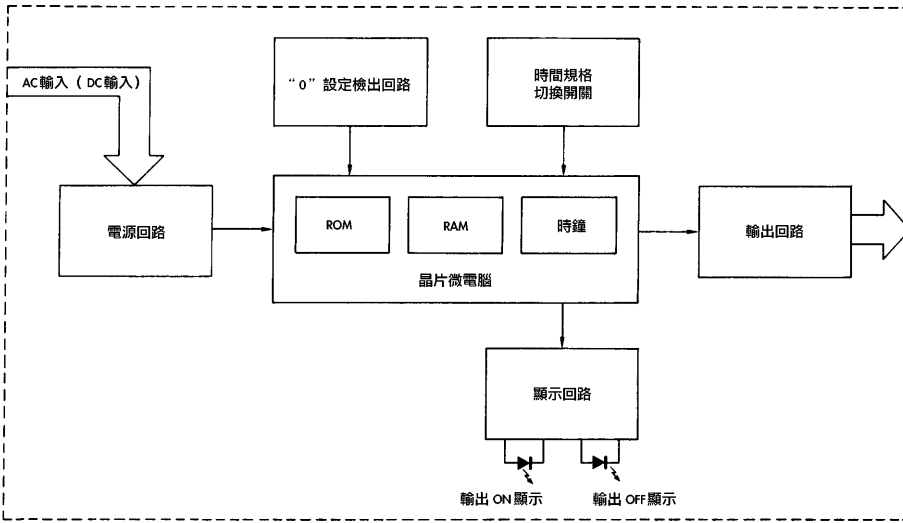 AC輸入（DC輸入）
“0”設定檢出回路
時間規格
切換開關
電源回路
ROM
RAM
時鐘
晶片微電腦
輸出回路
顯示回路
輸出 ON 顯示
輸出 OFF 顯示